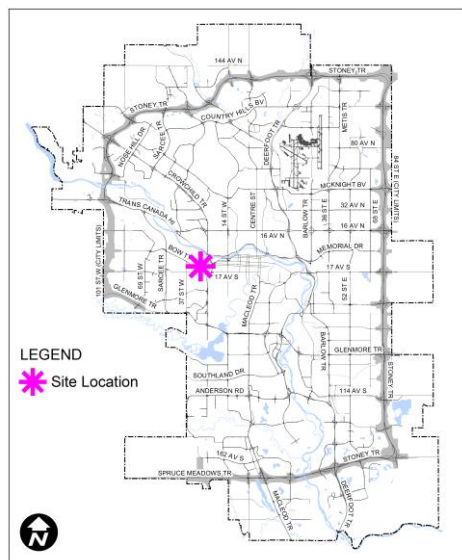 144 AV N
STONEY TR
STONEY TR
COUNTRY HILLS BV
METIS TR
NOSE HILL DR
SARCEE TR
DEERFOOT TR
80 AV N
84 ST E (CITY LIMITS)
CROWCHILD TR
MCKNIGHT BV
TRANS CANADA HI
14 ST W
CENTRE ST
BARLOW TR
36 ST E
32 AV N
68 ST E
16 AV N
16 AV N
101 ST W (CITY LIMITS)
BOW TR
MEMORIAL DR
69 ST W
SARCEE TR
37 ST W
17 AV S
17 AV S
MACLEOD TR
52 ST E
GLENMORE TR
LEGEND
Site Location
BARLOW TR
GLENMORE TR
SOUTHLAND DR
ANDERSON RD
114 AV S
STONEY TR
162 AV S
STONEY TR
SPRUCE MEADOWS TR
MACLEOD TR
DEERFOOT TR
N